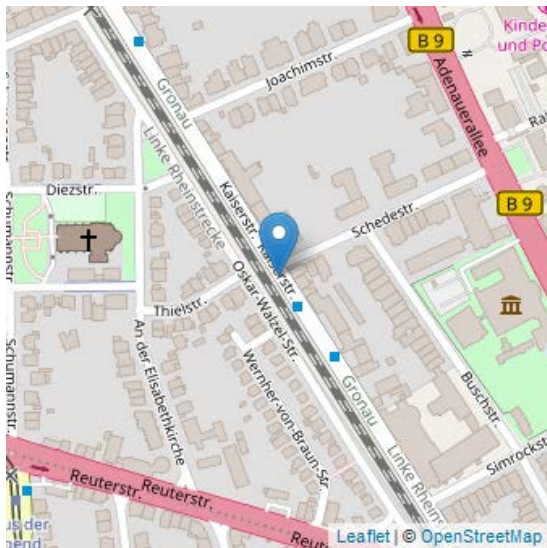 Kinde
und Po
B 9
Joachimstr.
Gronau
Adenauerallee
Linke Rheinstrecke
Ra
Diezstr.
Kaiserstr.
B 9
Schumannstr
Schedestr.
Kaiserstr.
Oskar-Walzel-Str.
Thielstr.
An der Elisabethkirche
Wernher-von-Braun-Str.
Gronau
Buschstr.
Schumannstr.
Linke Rheins
Simrockst
Reuterstr.
Reuterstr.
Reuterstr.
us der
gend
Leaflet | © OpenStreetMap